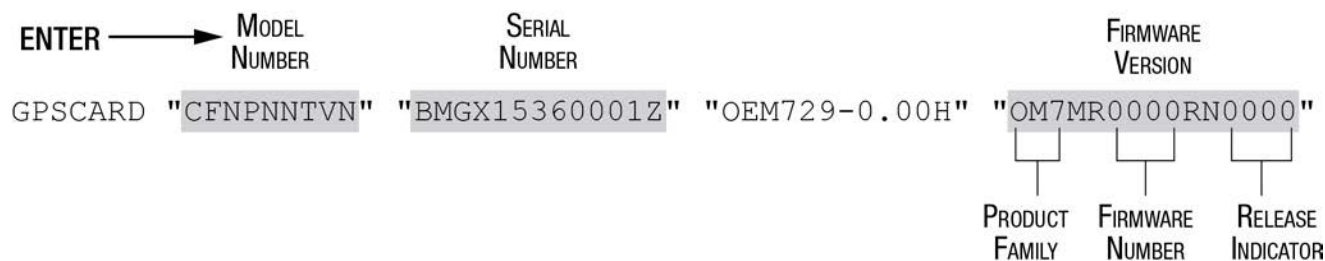 ENTER
MODEL NUMBER
SERIAL NUMBER
FIRMWARE VERSION
GPSCARD "CFNPNNTVN" "BMGX15360001Z" "OEM729-0.00H" "OM7MR0000RN0000"
PRODUCT FAMILY
FIRMWARE NUMBER
RELEASE INDICATOR